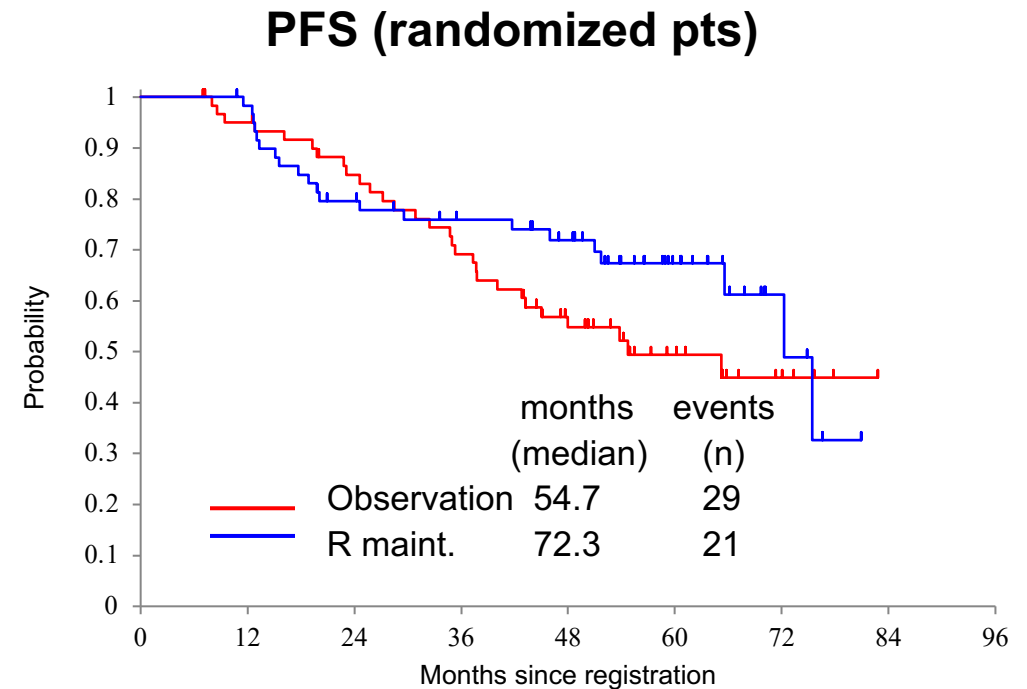 PFS (randomized pts)
1
0.9
0.8
0.7
0.6
0.5
0.4
0.3
0.2
0.1
0
Probability
months events
(median) (n)
Observation 54.7 29
R maint. 72.3 21
0 12 24 36 48 60 72 84 96
Months since registration